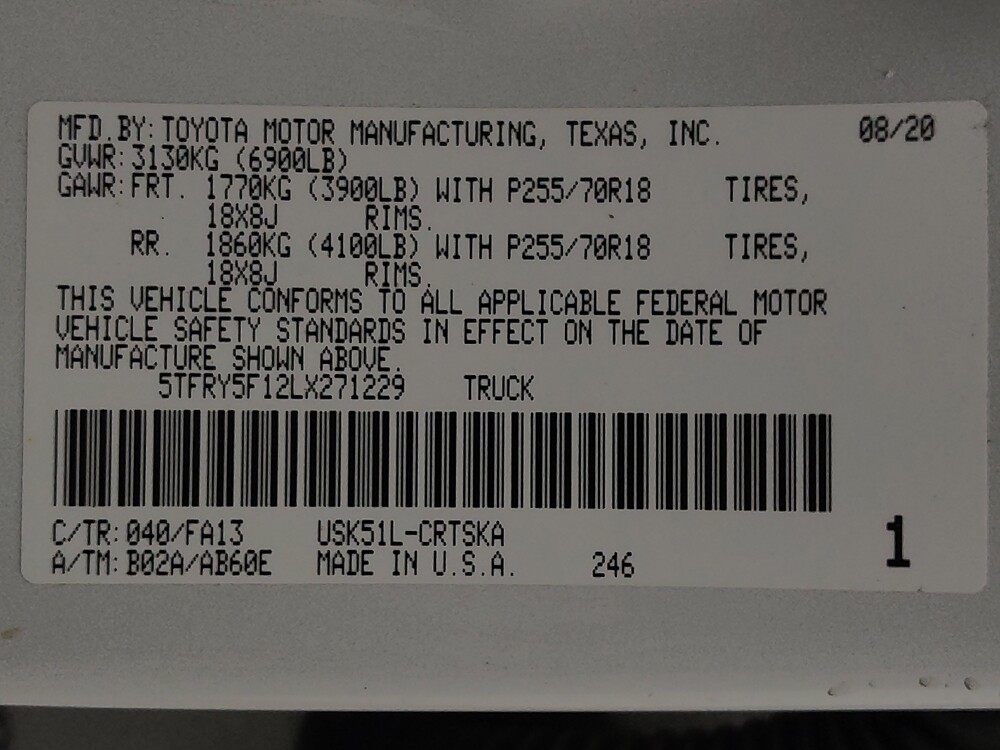 MFD.BY: TOYOTA MOTOR MANUFACTURING, TEXAS, INC. 08/20
GVWR: 3130KG (6900LB)
GAWR: FRT. 1770KG (3900LB) WITH P255/70R18 TIRES,
18X8J RIMS.
RR. 1860KG (4100LB) WITH P255/70R18 TIRES,
18X8J RIMS.
THIS VEHICLE CONFORMS TO ALL APPLICABLE FEDERAL MOTOR
VEHICLE SAFETY STANDARDS IN EFFECT ON THE DATE OF
MANUFACTURE SHOWN ABOVE.
5TFRY5F12LX271229 TRUCK
C/TR: 040/FA13 USK51L-CRTSKA
A/TM: B02A/AB60E MADE IN U.S.A. 246 1